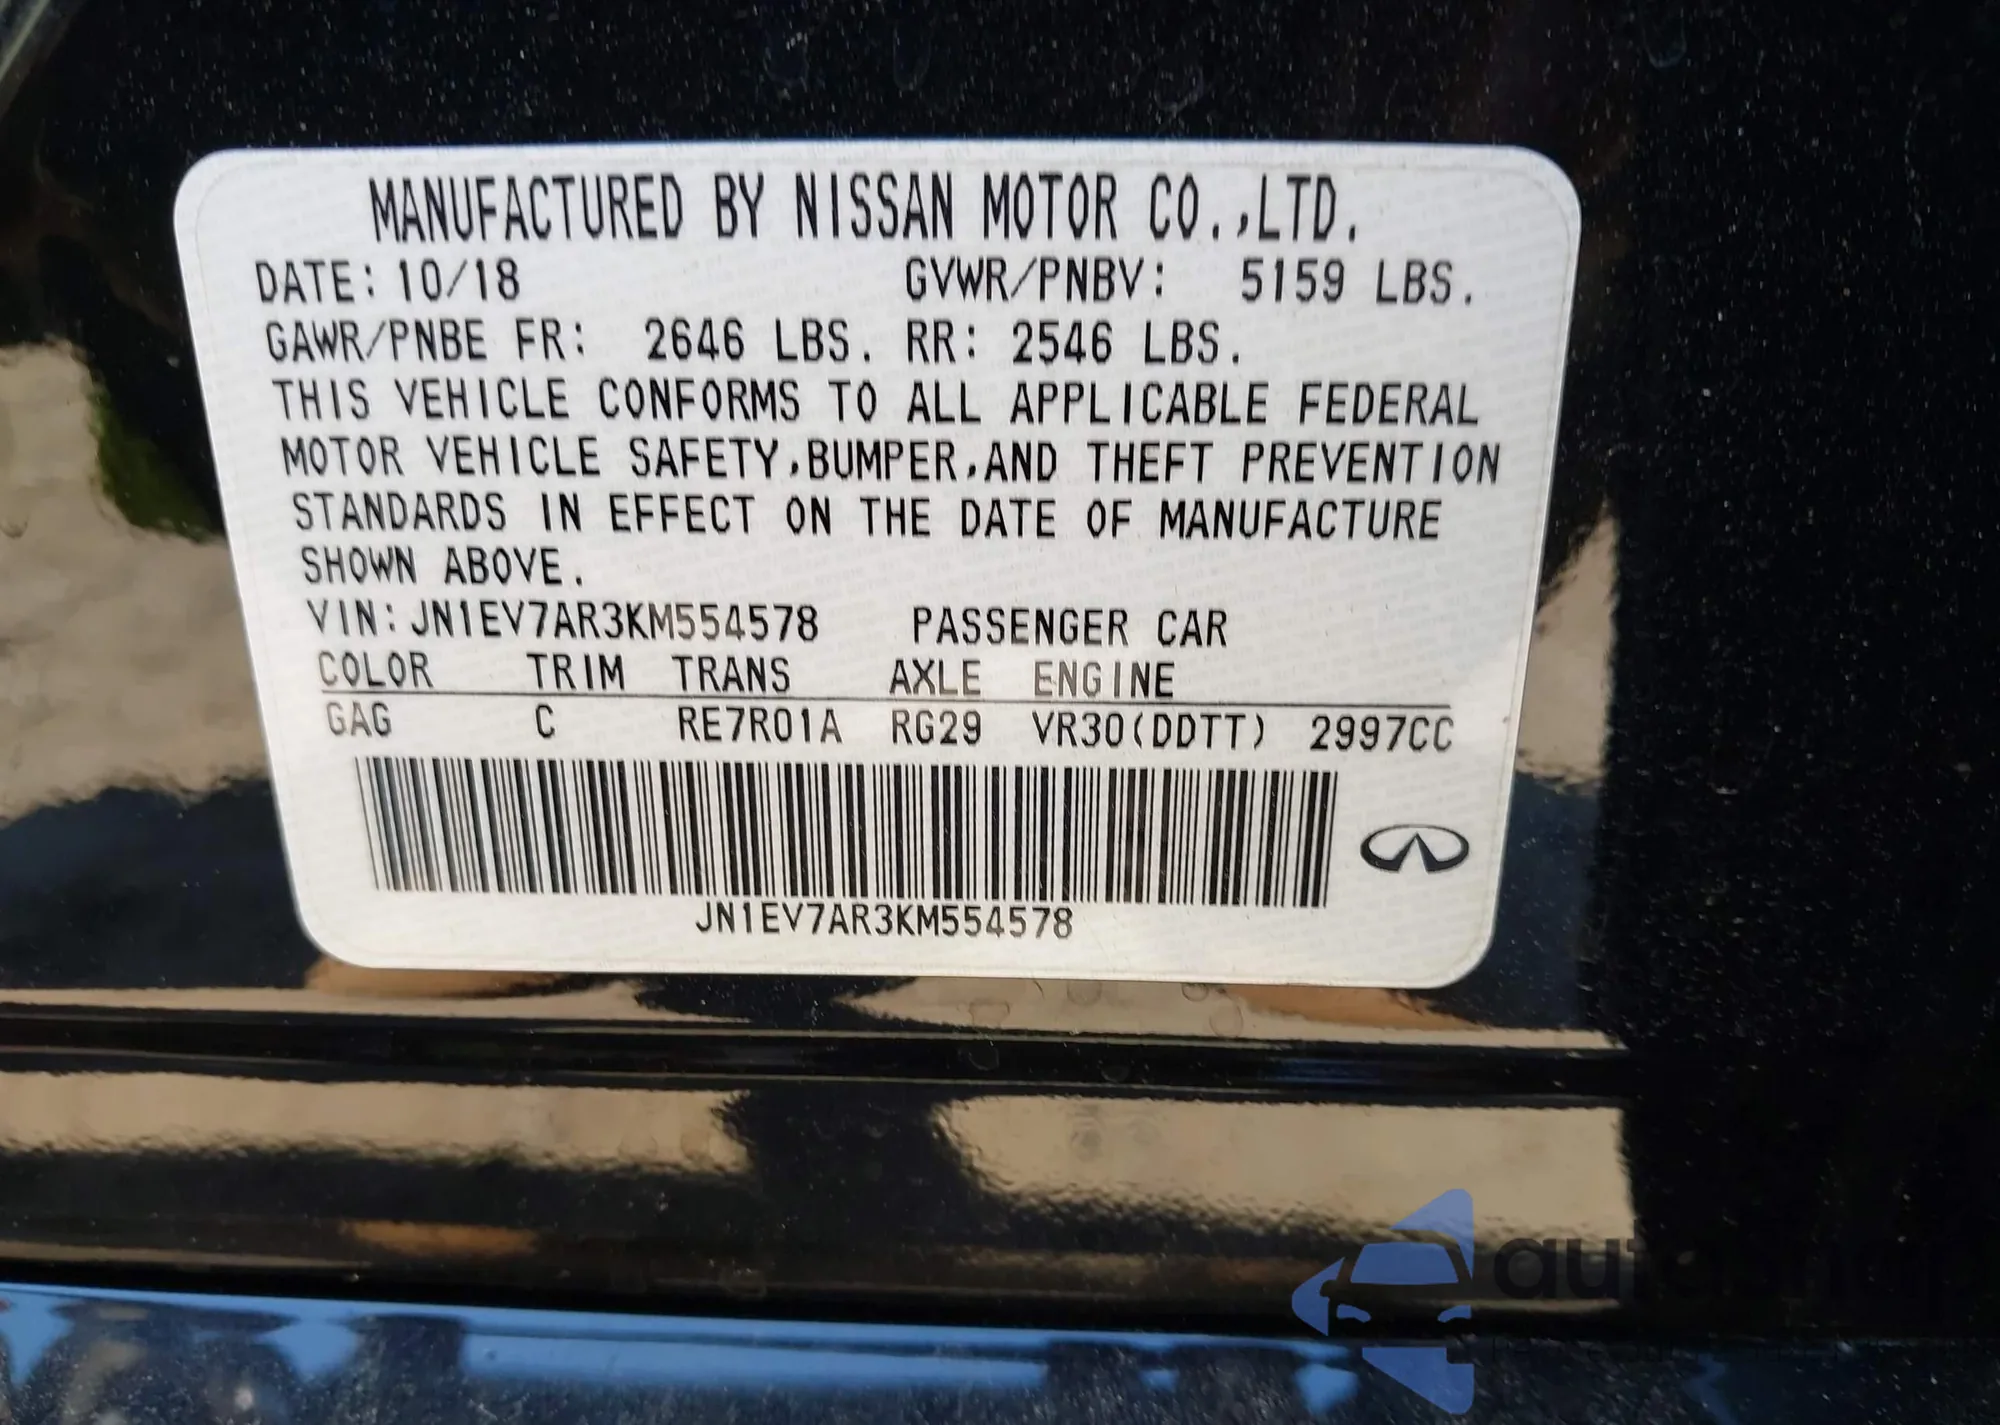 MANUFACTURED BY NISSAN MOTOR CO.,LTD.
DATE: 10/18 GVWR/PNBV: 5159 LBS.
GAWR/PNBE FR: 2646 LBS. RR: 2546 LBS.
THIS VEHICLE CONFORMS TO ALL APPLICABLE FEDERAL
MOTOR VEHICLE SAFETY,BUMPER,AND THEFT PREVENTION
STANDARDS IN EFFECT ON THE DATE OF MANUFACTURE
SHOWN ABOVE.
VIN:JN1EV7AR3KM554578 PASSENGER CAR
COLOR TRIM TRANS AXLE ENGINE
GAG C RE7R01A RG29 VR30(DDTT) 2997CC
JN1EV7AR3KM554578